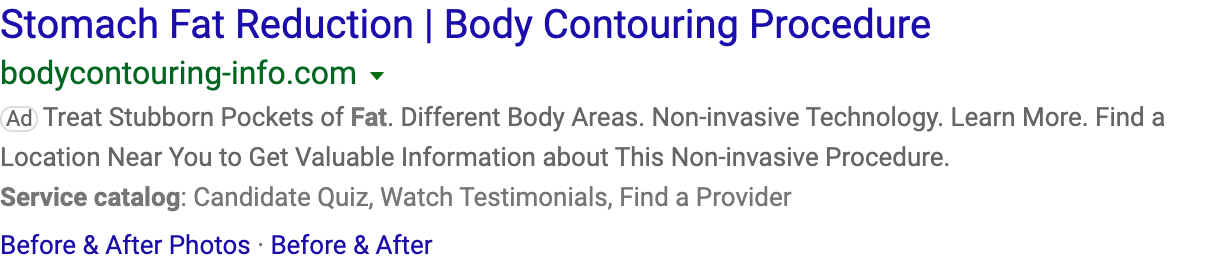 Stomach Fat Reduction | Body Contouring Procedure
bodycontouring-info.com
Ad Treat Stubborn Pockets of Fat. Different Body Areas. Non-invasive Technology. Learn More. Find a
Location Near You to Get Valuable Information about This Non-invasive Procedure.
Service catalog: Candidate Quiz, Watch Testimonials, Find a Provider
Before & After Photos · Before & After